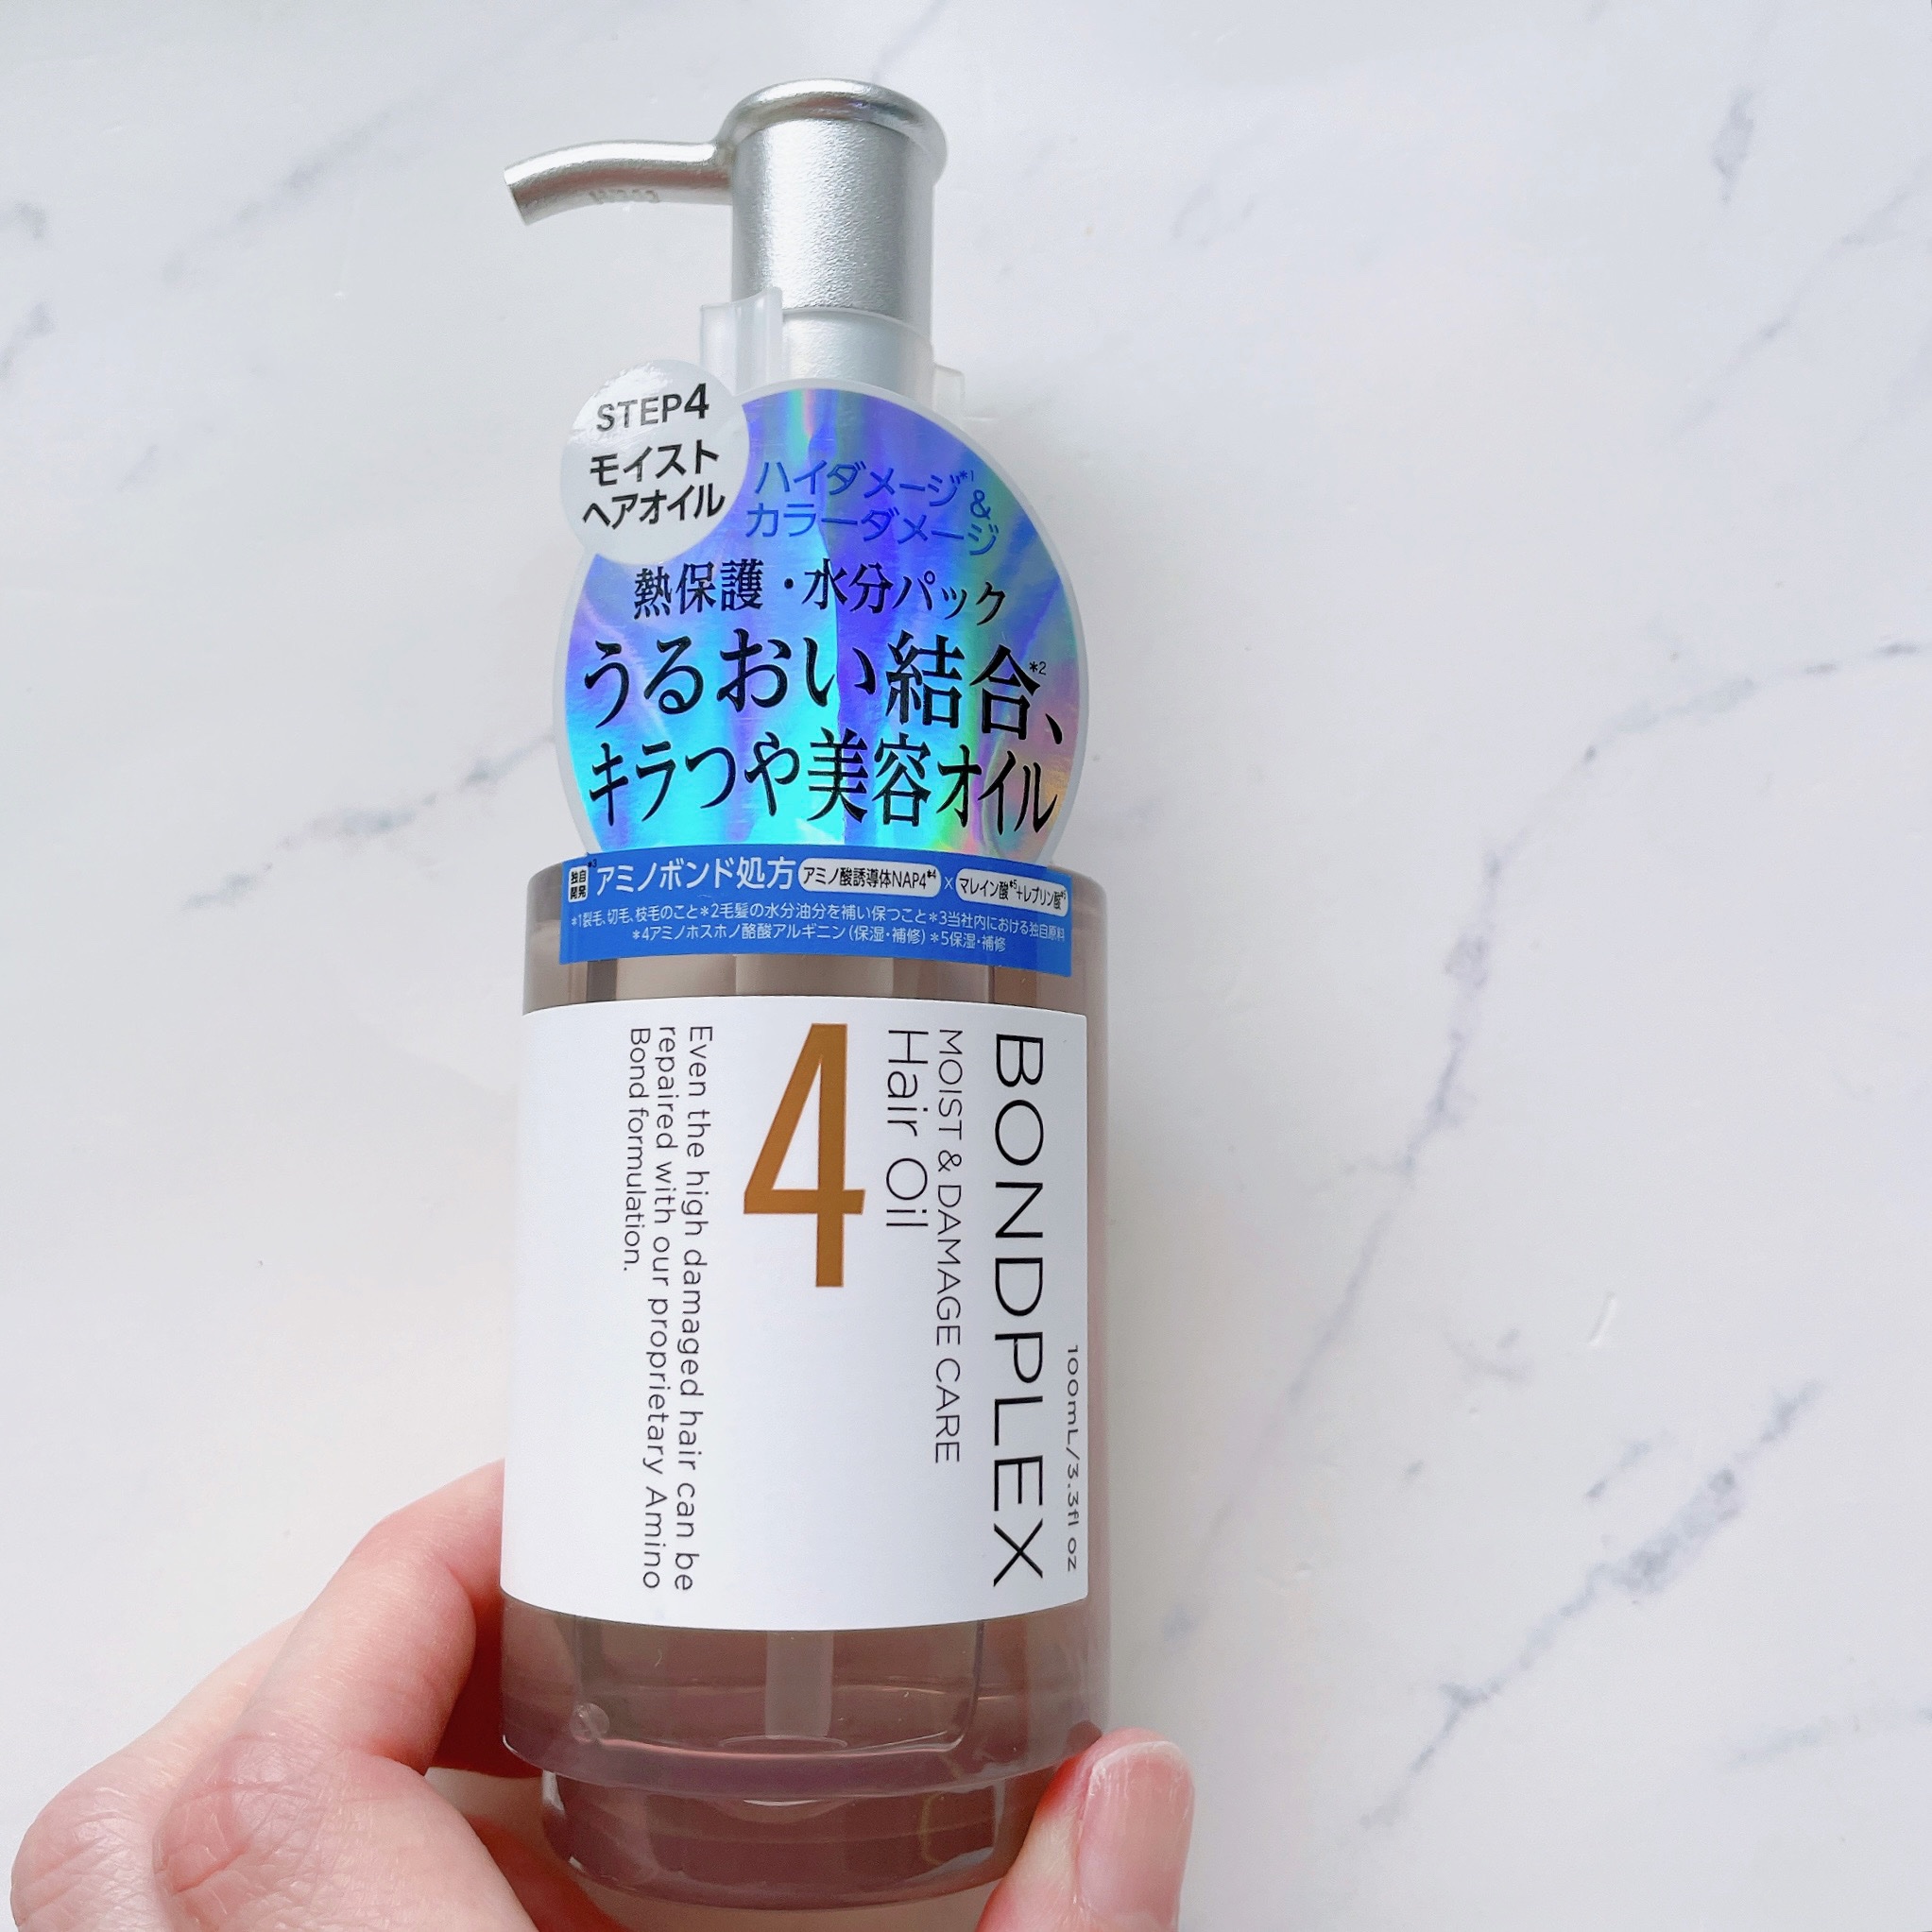 STEP4
モイスト
ヘアオイル
ハイダメージ*1&
カラーダメージ
熱保護・水分パック
うるおい結合*2、
キラつや美容オイル
独自
開発*3
アミノボンド処方 アミノ酸誘導体NAP4*4 × マレイン酸*5+レブリン酸*5
*1裂毛、切毛、枝毛のこと*2毛髪の水分油分を補い保つこと*3当社内における独自原料
*4アミノホスホノ酪酸アルギニン(保湿・補修)*5保湿・補修
100mL/3.3fl oz
BONDPLEX
MOIST & DAMAGE CARE
Hair Oil
4
Even the high damaged hair can be
repaired with our proprietary Amino
Bond formulation.